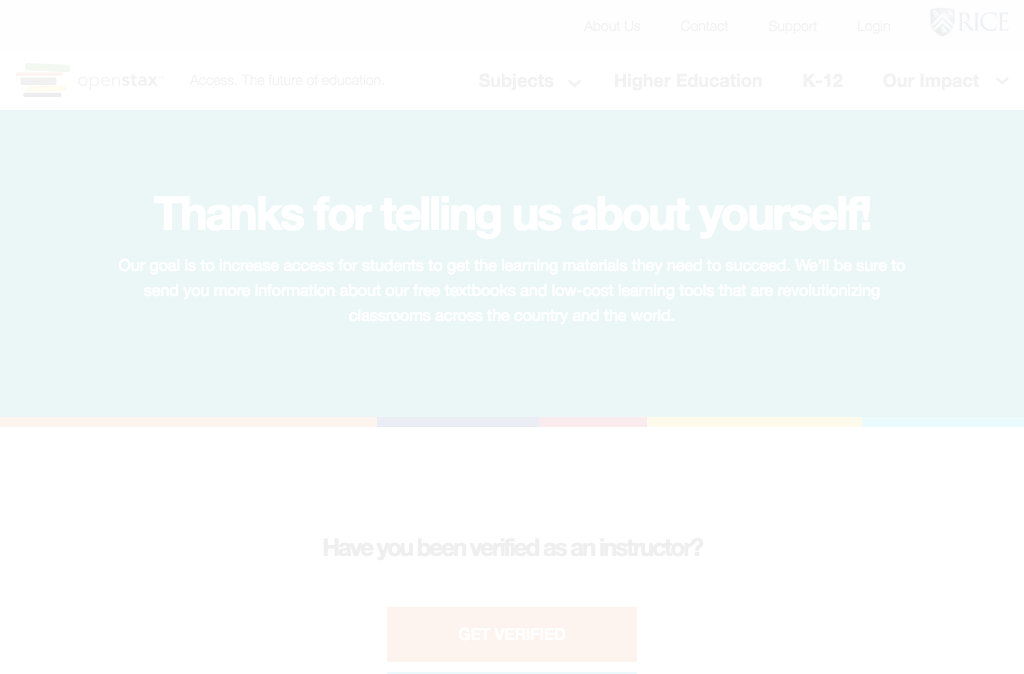 About Us Contact Support Login RICE
openstax™ Access. The future of education. Subjects Higher Education K-12 Our Impact
Thanks for telling us about yourself!
Our goal is to increase access for students to get the learning materials they need to succeed. We'll be sure to
send you more information about our free textbooks and low-cost learning tools that are revolutionizing
classrooms across the country and the world.
Have you been verified as an instructor?
GET VERIFIED